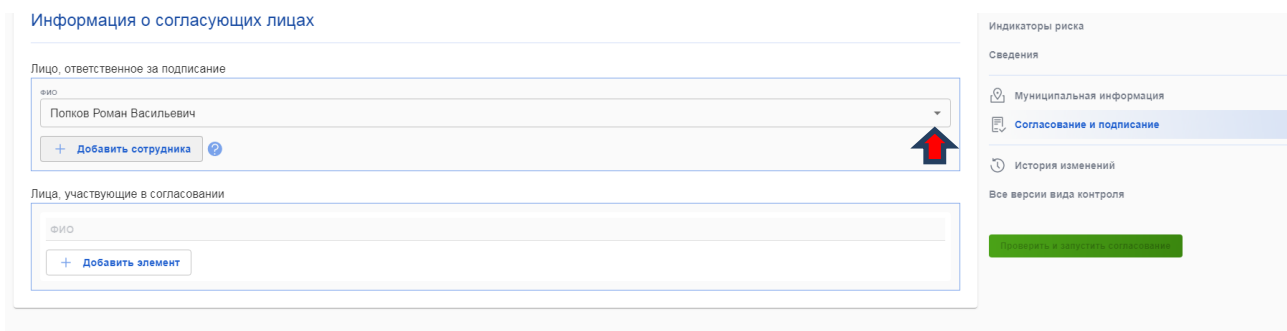 Информация о согласующих лицах
Лицо, ответственное за подписание
ФИО
Попков Роман Васильевич
+ Добавить сотрудника ?
Лица, участвующие в согласовании
ФИО
+ Добавить элемент
Индикаторы риска
Сведения
Муниципальная информация
Согласование и подписание
История изменений
Все версии вида контроля
Проверить и запустить согласование